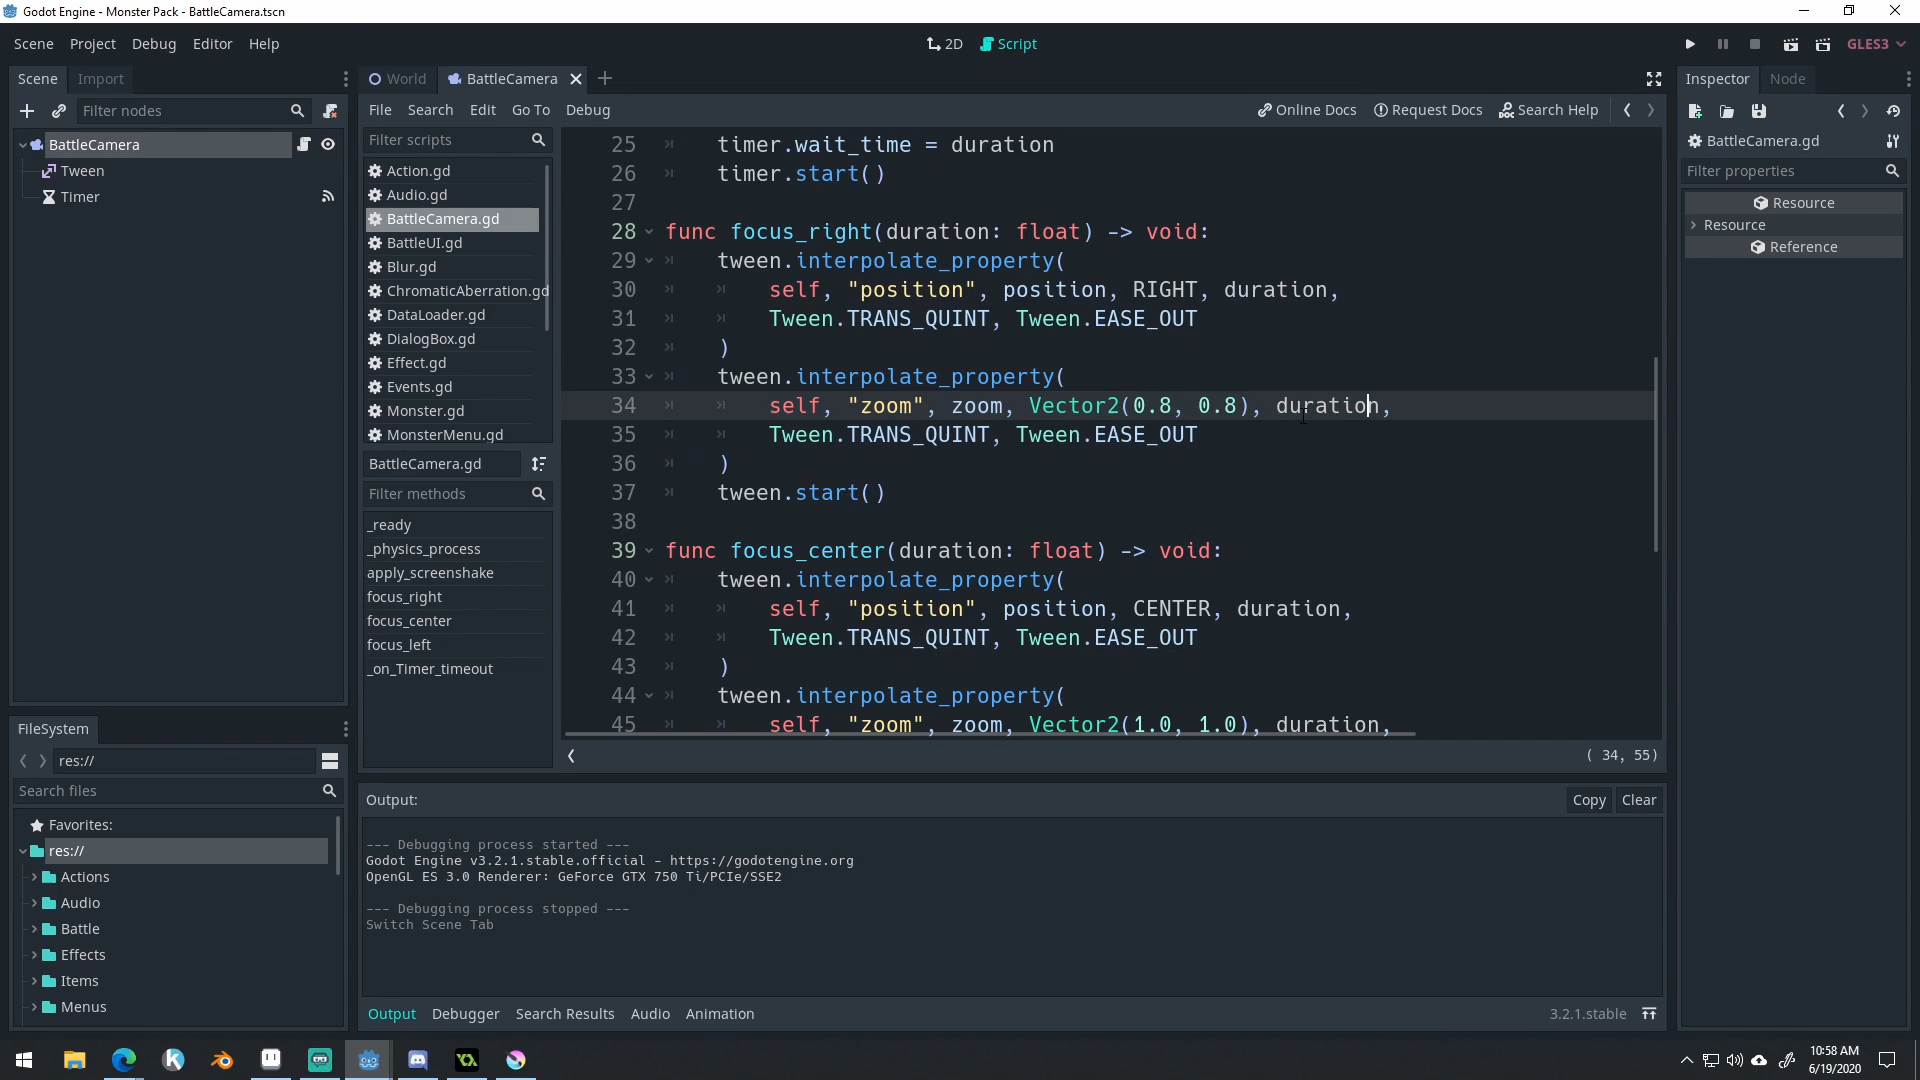 Godot Engine - Monster Pack - BattleCamera.tscn
Scene Project Debug Editor Help
2D Script
GLES3
Scene Import
Filter nodes
BattleCamera
Tween
Timer
FileSystem
res://
Search files
Favorites:
res://
Actions
Audio
Battle
Effects
Items
Menus
World BattleCamera
File Search Edit Go To Debug
Online Docs Request Docs Search Help
Filter scripts
Action.gd
Audio.gd
BattleCamera.gd
BattleUI.gd
Blur.gd
ChromaticAberration.gd
DataLoader.gd
DialogBox.gd
Effect.gd
Events.gd
Monster.gd
MonsterMenu.gd
BattleCamera.gd
Filter methods
_ready
_physics_process
apply_screenshake
focus_right
focus_center
focus_left
_on_Timer_timeout
25 timer.wait_time = duration
26 timer.start()
27
28 func focus_right(duration: float) -> void:
29 tween.interpolate_property(
30 self, "position", position, RIGHT, duration,
31 Tween.TRANS_QUINT, Tween.EASE_OUT
32 )
33 tween.interpolate_property(
34 self, "zoom", zoom, Vector2(0.8, 0.8), duration,
35 Tween.TRANS_QUINT, Tween.EASE_OUT
36 )
37 tween.start()
38
39 func focus_center(duration: float) -> void:
40 tween.interpolate_property(
41 self, "position", position, CENTER, duration,
42 Tween.TRANS_QUINT, Tween.EASE_OUT
43 )
44 tween.interpolate_property(
45 self, "zoom", zoom, Vector2(1.0, 1.0), duration,
( 34, 55)
Output:
Copy Clear
--- Debugging process started ---
Godot Engine v3.2.1.stable.official - https://godotengine.org
OpenGL ES 3.0 Renderer: GeForce GTX 750 Ti/PCIe/SSE2
--- Debugging process stopped ---
Switch Scene Tab
Output Debugger Search Results Audio Animation
3.2.1.stable
Inspector Node
BattleCamera.gd
Filter properties
Resource
Resource
Reference
10:58 AM
6/19/2020